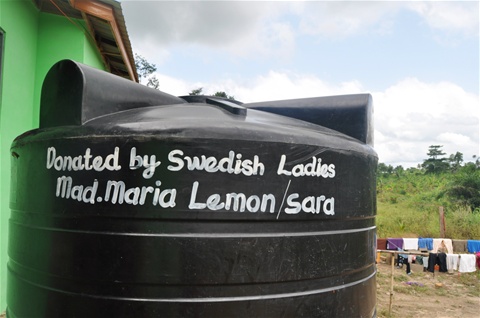 Donated by Swedish Ladies
Mad. Maria Lemon/sara